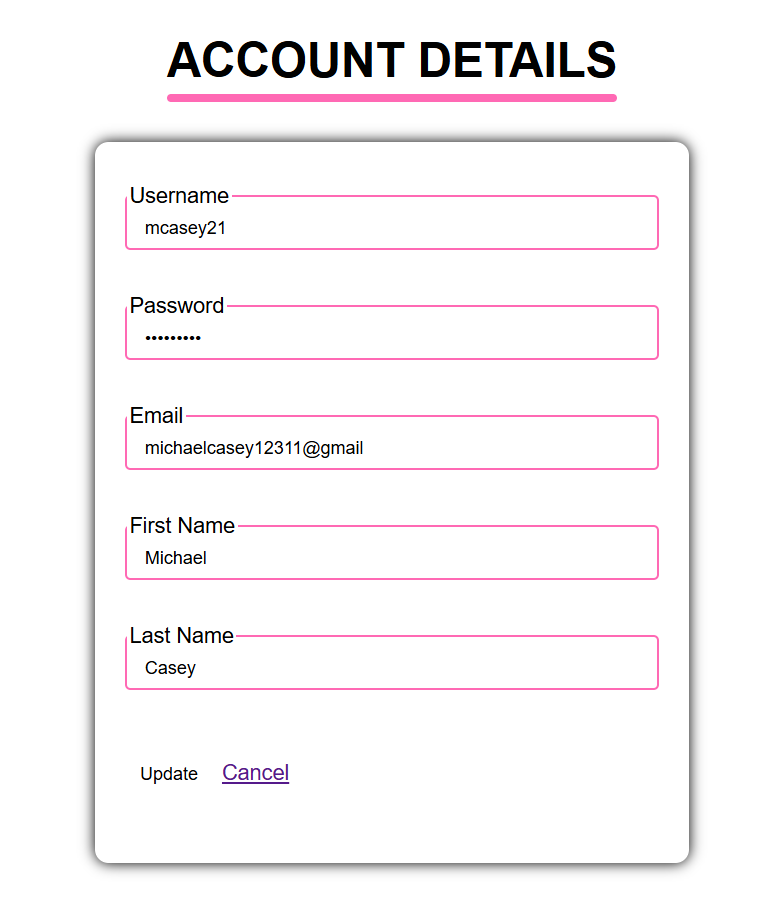 ACCOUNT DETAILS
Username
mcasey21
Password
•••••••••
Email
michaelcasey12311@gmail
First Name
Michael
Last Name
Casey
Update Cancel